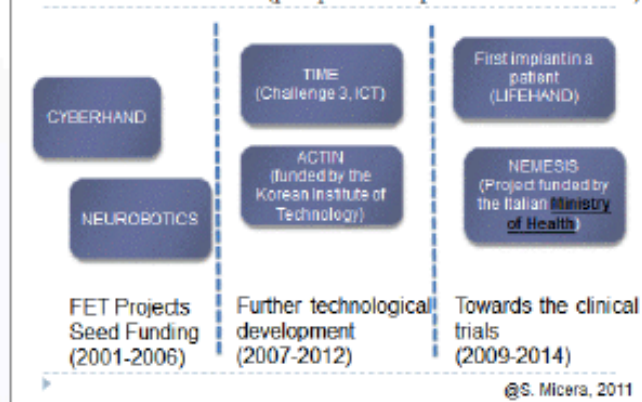 CYBERHAND
NEUROBOTICS
FET Projects
Seed Funding
(2001-2006)
TIME
(Challenge 3, ICT)
ACTIN
(funded by the
Korean Institute of
Technology)
Further technological
development
(2007-2012)
First implant in a
patient
(LIFEHAND)
NEMESIS
(Project funded by
the Italian Ministry
of Health)
Towards the clinical
trials
(2009-2014)
@S. Micera, 2011